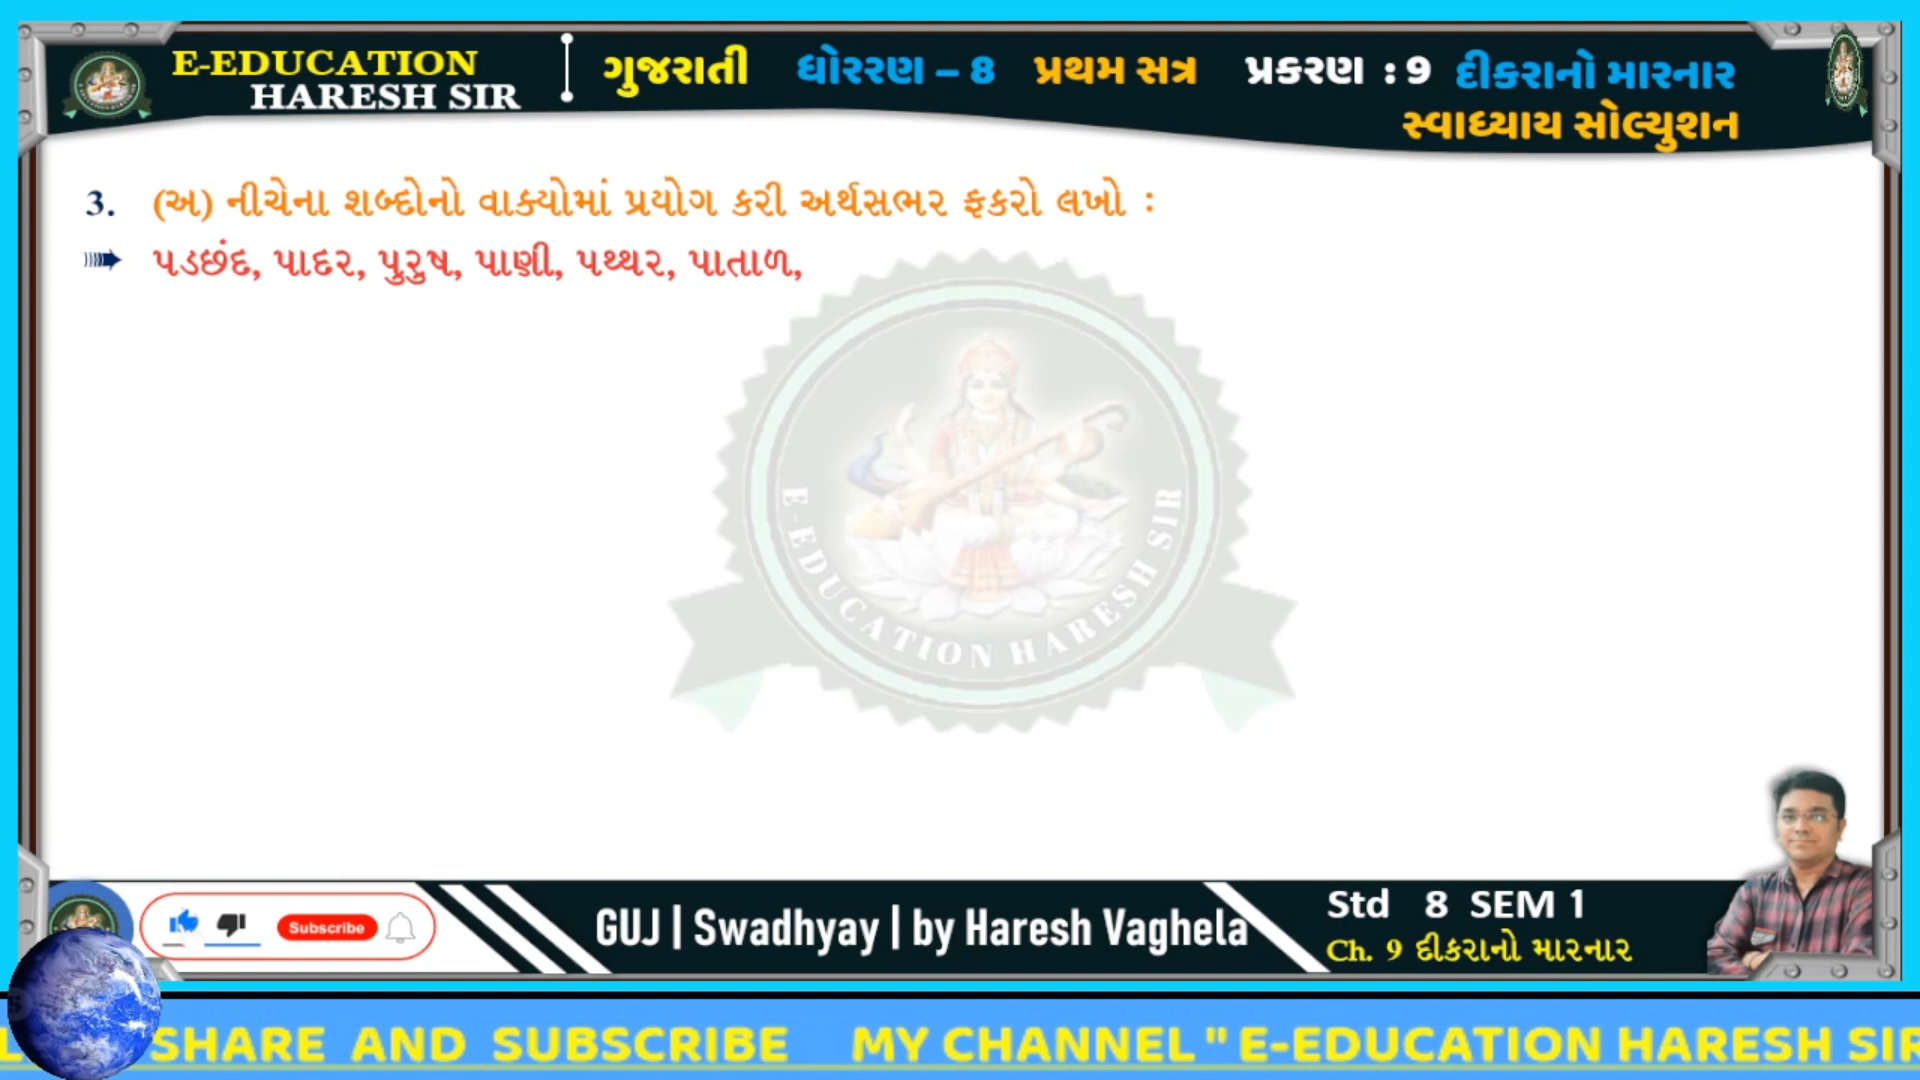 E-EDUCATION
HARESH SIR
ગુજરાતી ધોરરણ – 8 પ્રથમ સત્ર પ્રકરણ : 9 દીકરાનો મારનાર
સ્વાધ્યાય સોલ્યુશન
3. (અ) નીચેના શબ્દોનો વાક્યોમાં પ્રયોગ કરી અર્થસભર ફકરો લખો :
પડછંદ, પાદર, પુરુષ, પાણી, પથ્થર, પાતાળ,
E-EDUCATION HARESH SIR
Subscribe
GUJ | Swadhyay | by Haresh Vaghela
Std 8 SEM 1
Ch. 9 દીકરાનો મારનાર
SHARE AND SUBSCRIBE MY CHANNEL " E-EDUCATION HARESH SIR